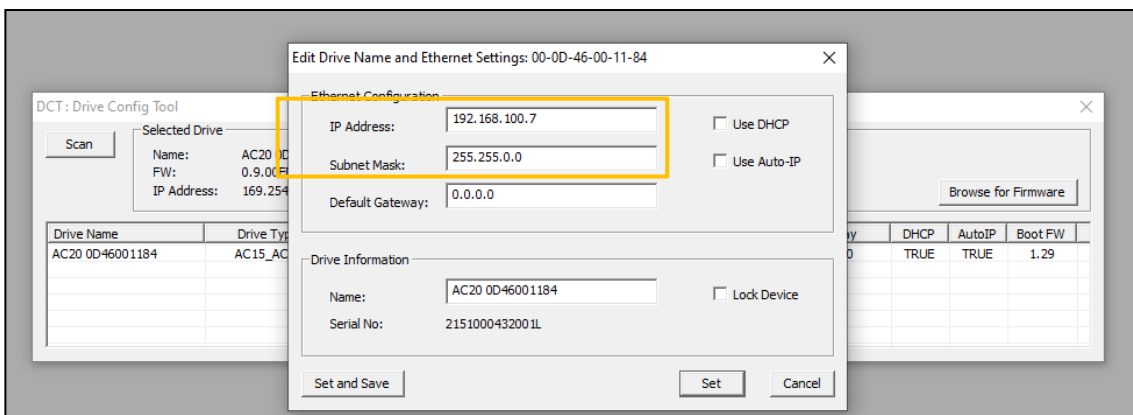 Edit Drive Name and Ethernet Settings: 00-0D-46-00-11-84
DCT: Drive Config Tool
Scan
Selected Drive
Name: AC20 0D
FW:
IP Address: 169.254
Browse for Firmware
Drive Name Drive Typ DHCP AutoIP Boot FW
AC20 0D46001184 AC15_AC TRUE TRUE 1.29
Ethernet Configuration
IP Address: 192.168.100.7
Use DHCP
Subnet Mask: 255.255.0.0
Use Auto-IP
Default Gateway: 0.0.0.0
Drive Information
Name: AC20 0D46001184
Lock Device
Serial No: 2151000432001L
Set and Save Set Cancel